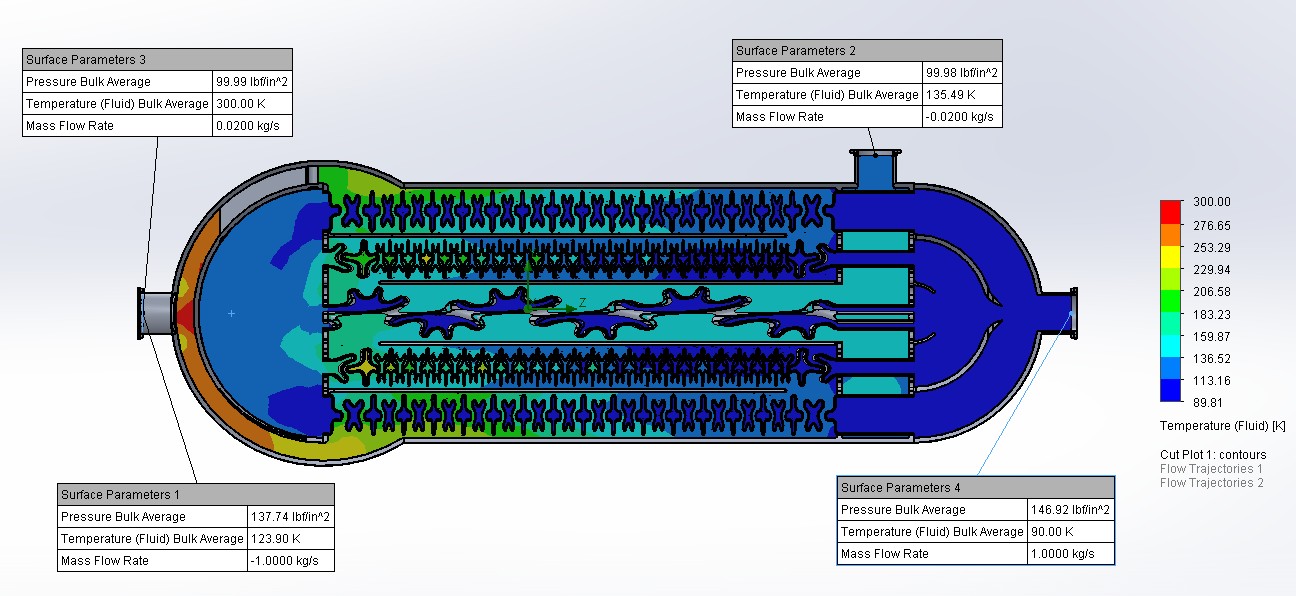 Surface Parameters 3
Pressure Bulk Average 99.99 lbf/in^2
Temperature (Fluid) Bulk Average 300.00 K
Mass Flow Rate 0.0200 kg/s
Surface Parameters 2
Pressure Bulk Average 99.98 lbf/in^2
Temperature (Fluid) Bulk Average 135.49 K
Mass Flow Rate -0.0200 kg/s
Z
300.00
276.65
253.29
229.94
206.58
183.23
159.87
136.52
113.16
89.81
Temperature (Fluid) [K]
Cut Plot 1: contours
Flow Trajectories 1
Flow Trajectories 2
Surface Parameters 1
Pressure Bulk Average 137.74 lbf/in^2
Temperature (Fluid) Bulk Average 123.90 K
Mass Flow Rate -1.0000 kg/s
Surface Parameters 4
Pressure Bulk Average 146.92 lbf/in^2
Temperature (Fluid) Bulk Average 90.00 K
Mass Flow Rate 1.0000 kg/s